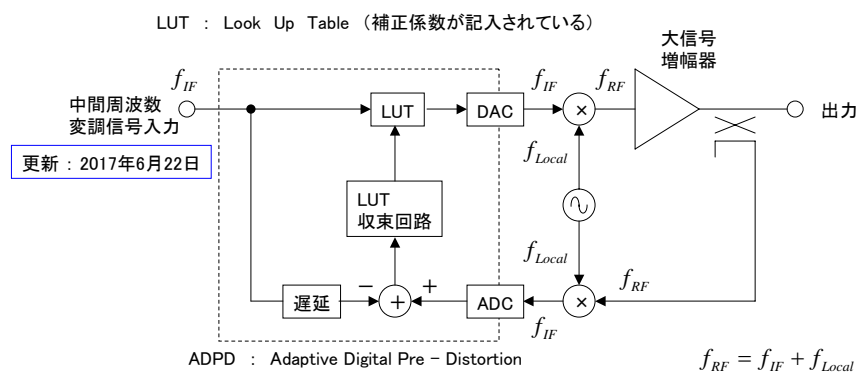 LUT : Look Up Table (補正係数が記入されている)
大信号
増幅器
f_IF
中間周波数
変調信号入力
LUT
DAC
f_IF
×
f_RF
出力
更新：2017年6月22日
f_Local
LUT
収束回路
f_Local
f_RF
遅延
−
+
+
ADC
×
f_IF
ADPD : Adaptive Digital Pre - Distortion
f_RF = f_IF + f_Local